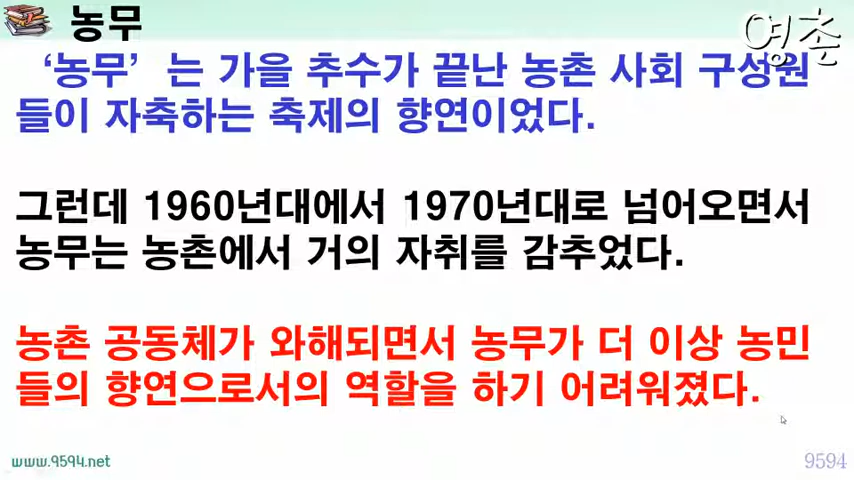 농무
영촌
‘농무’ 는 가을 추수가 끝난 농촌 사회 구성원
들이 자축하는 축제의 향연이었다.
그런데 1960년대에서 1970년대로 넘어오면서
농무는 농촌에서 거의 자취를 감추었다.
농촌 공동체가 와해되면서 농무가 더 이상 농민
들의 향연으로서의 역할을 하기 어려워졌다.
www.9594.net
9594